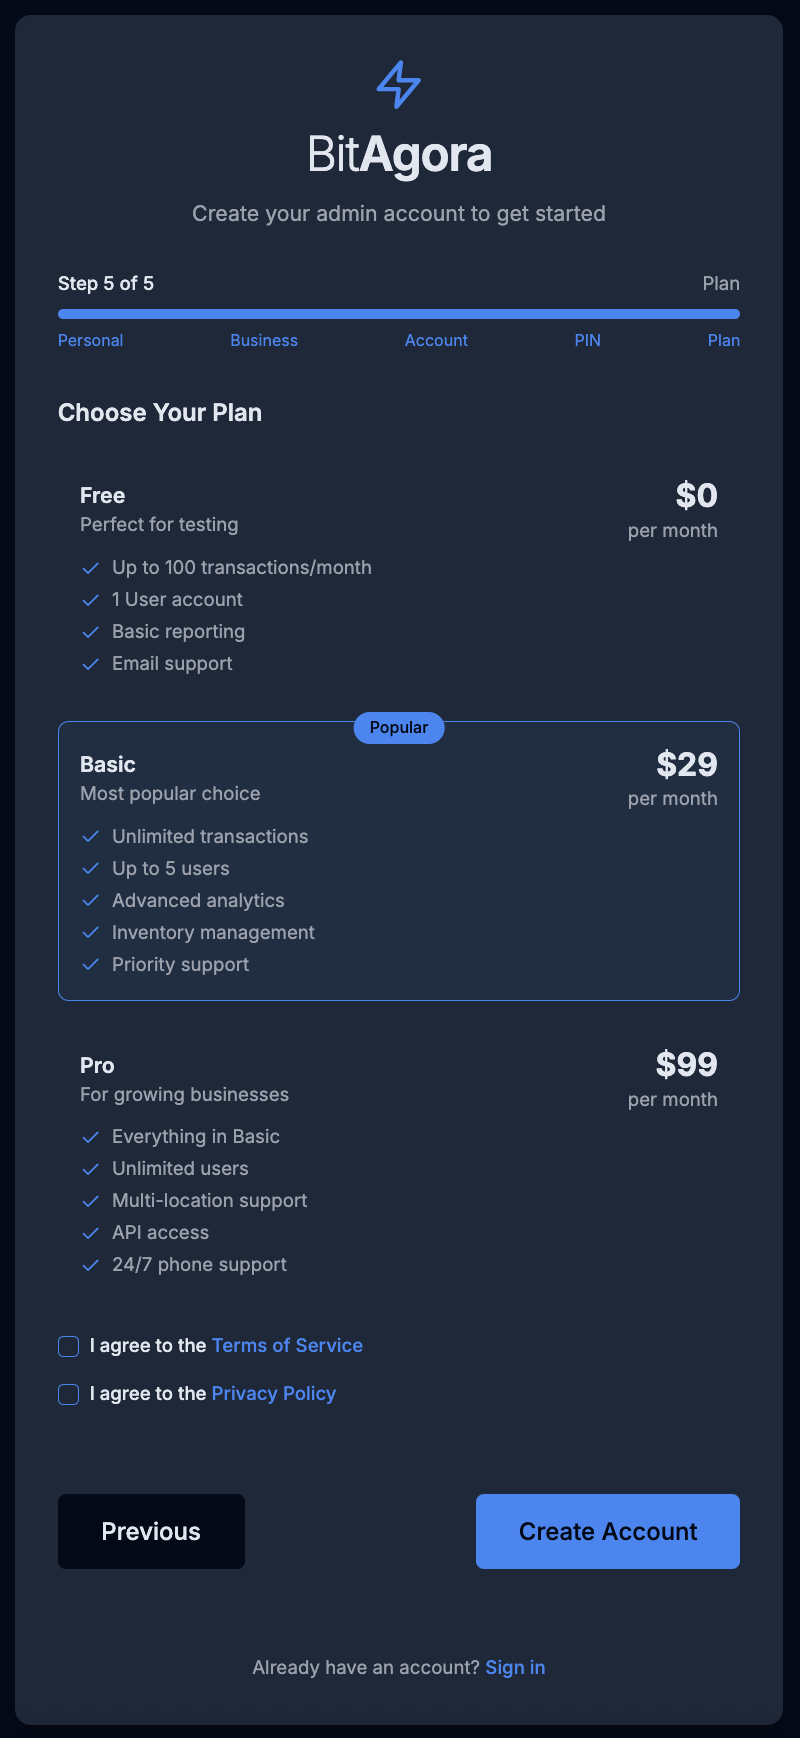 BitAgora
Create your admin account to get started
Step 5 of 5 Plan
Personal Business Account PIN Plan
Choose Your Plan
Free $0
Perfect for testing per month
Up to 100 transactions/month
1 User account
Basic reporting
Email support
Popular
Basic $29
Most popular choice per month
Unlimited transactions
Up to 5 users
Advanced analytics
Inventory management
Priority support
Pro $99
For growing businesses per month
Everything in Basic
Unlimited users
Multi-location support
API access
24/7 phone support
I agree to the Terms of Service
I agree to the Privacy Policy
Previous Create Account
Already have an account? Sign in